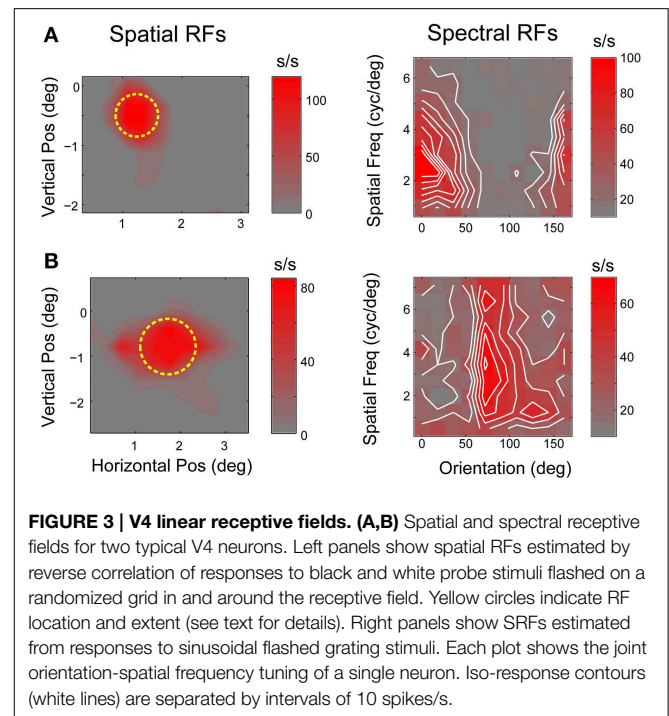 A
Spatial RFs
Spectral RFs
s/s
s/s
Vertical Pos (deg)
0
-1
-2
1
2
3
100
50
0
Spatial Freq (cyc/deg)
6
4
2
0
50
100
150
100
80
60
40
20
B
s/s
s/s
Vertical Pos (deg)
0
-1
-2
0
1
2
3
Horizontal Pos (deg)
80
40
0
Spatial Freq (cyc/deg)
6
4
2
0
50
100
150
Orientation (deg)
60
40
20
FIGURE 3 | V4 linear receptive fields. (A,B) Spatial and spectral receptive
fields for two typical V4 neurons. Left panels show spatial RFs estimated by
reverse correlation of responses to black and white probe stimuli flashed on a
randomized grid in and around the receptive field. Yellow circles indicate RF
location and extent (see text for details). Right panels show SRFs estimated
from responses to sinusoidal flashed grating stimuli. Each plot shows the joint
orientation-spatial frequency tuning of a single neuron. Iso-response contours
(white lines) are separated by intervals of 10 spikes/s.